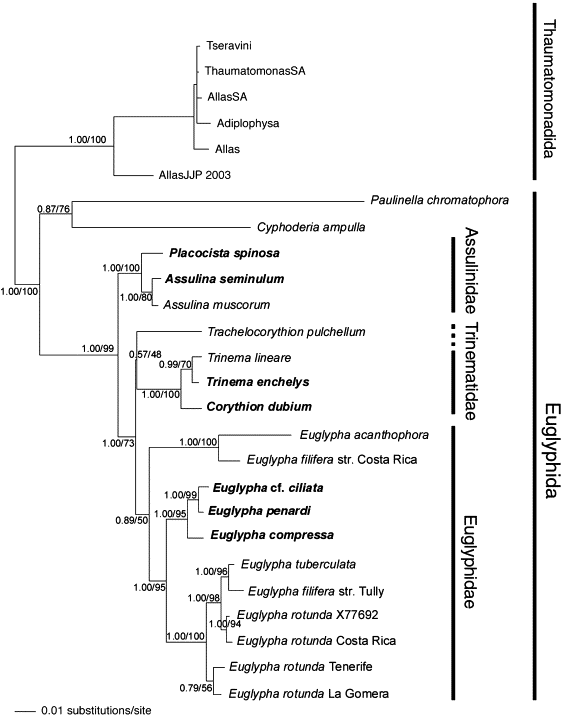 Tseravini
ThaumatomonasSA
AllasSA
Adiplophysa
Allas
1.00/100
AllasJJP 2003
Thaumatomonadida
Paulinella chromatophora
0.87/76
Cyphoderia ampulla
Placocista spinosa
1.00/100
Assulina seminulum
1.00/100
1.00/80
Assulina muscorum
Assulinidae
Trachelocorythion pulchellum
1.00/99
0.57/48
Trinema lineare
0.99/70
Trinema enchelys
1.00/100
Corythion dubium
Trinematidae
Euglypha acanthophora
1.00/73
1.00/100
Euglypha filifera str. Costa Rica
Euglypha cf. ciliata
1.00/99
Euglypha penardi
1.00/95
0.89/50
Euglypha compressa
Euglypha tuberculata
1.00/96
1.00/95
Euglypha filifera str. Tully
1.00/98
Euglypha rotunda X77692
1.00/94
1.00/100
Euglypha rotunda Costa Rica
Euglypha rotunda Tenerife
0.79/56
Euglypha rotunda La Gomera
Euglyphidae
Euglyphida
0.01 substitutions/site